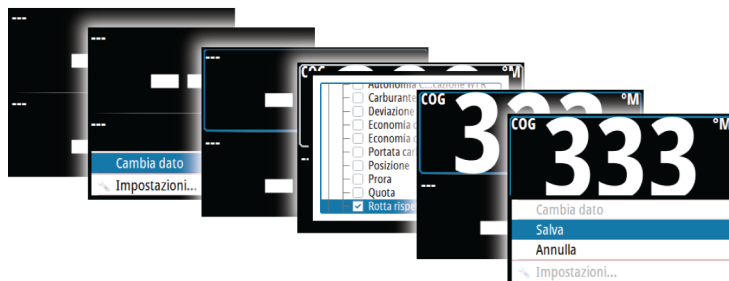 ---
---
---
---
Cambia dato
Impostazioni...
---
COG °M
Carburante
Deviazione
Economia
Economia
Portata
Posizione
Prora
Quota
Rotta
COG 333 °M
---
COG 333 °M
Cambia dato
Salva
Annulla
Impostazioni...